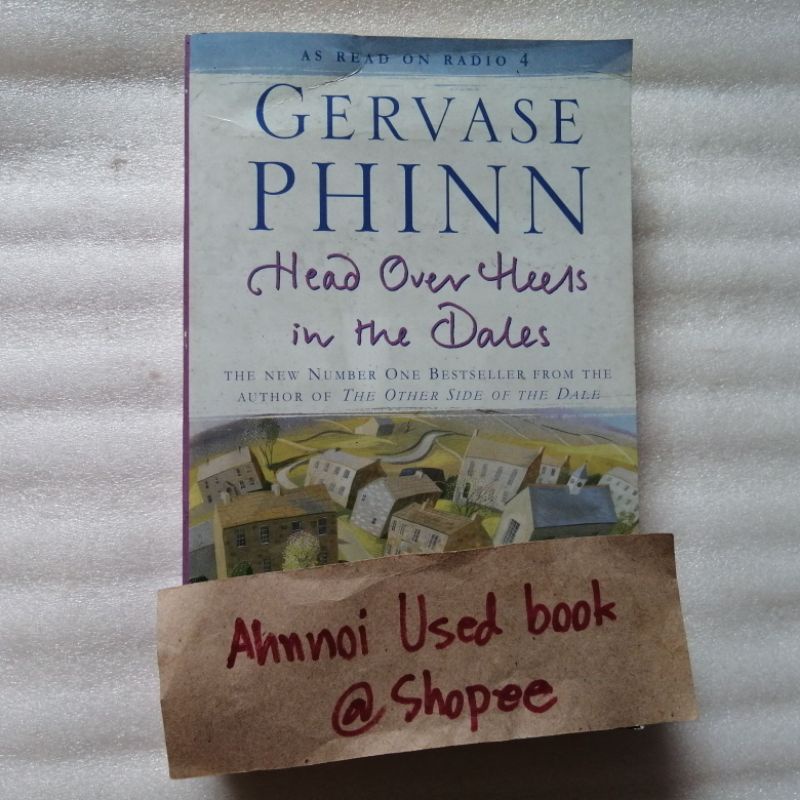 AS READ ON RADIO 4
GERVASE
PHINN
Head Over Heels
in the Dales
THE NEW NUMBER ONE BESTSELLER FROM THE
AUTHOR OF THE OTHER SIDE OF THE DALE
Ahnnoi Used book
@ Shopee